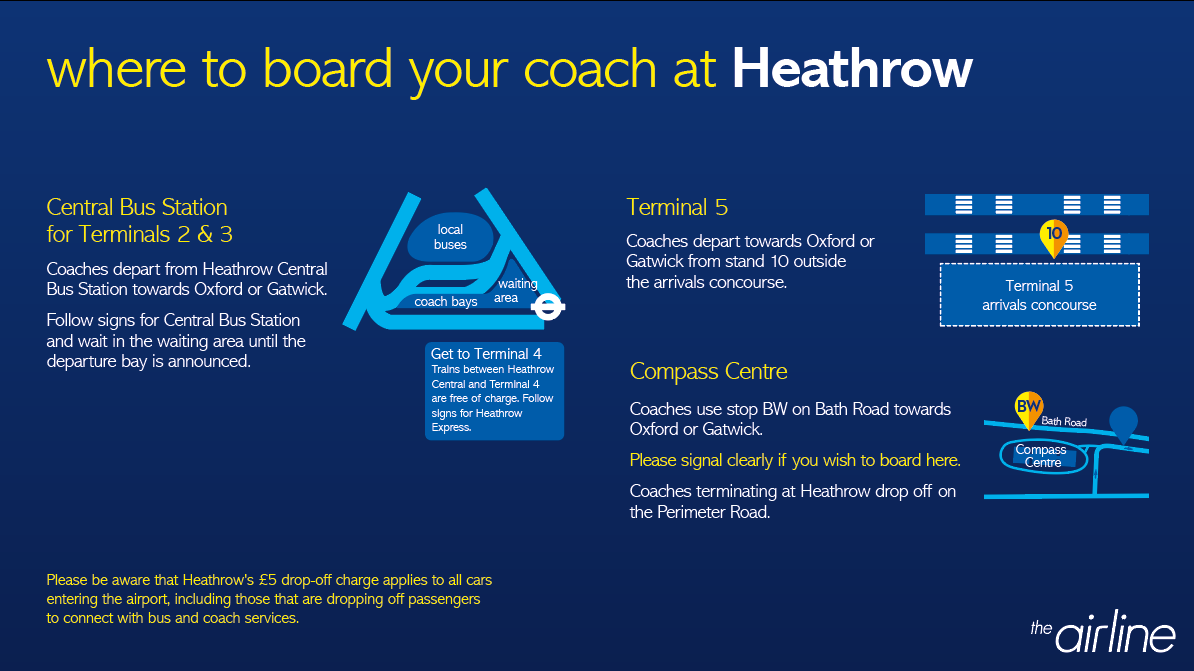 where to board your coach at Heathrow
Central Bus Station
for Terminals 2 & 3
Coaches depart from Heathrow Central
Bus Station towards Oxford or Gatwick.
Follow signs for Central Bus Station
and wait in the waiting area until the
departure bay is announced.
local
buses
waiting
area
coach bays
Get to Terminal 4
Trains between Heathrow
Central and Terminal 4
are free of charge. Follow
signs for Heathrow
Express.
Terminal 5
Coaches depart towards Oxford or
Gatwick from stand 10 outside
the arrivals concourse.
10
Terminal 5
arrivals concourse
Compass Centre
Coaches use stop BW on Bath Road towards
Oxford or Gatwick.
Please signal clearly if you wish to board here.
Coaches terminating at Heathrow drop off on
the Perimeter Road.
BW
Bath Road
Compass
Centre
Please be aware that Heathrow's £5 drop-off charge applies to all cars
entering the airport, including those that are dropping off passengers
to connect with bus and coach services.
the airline